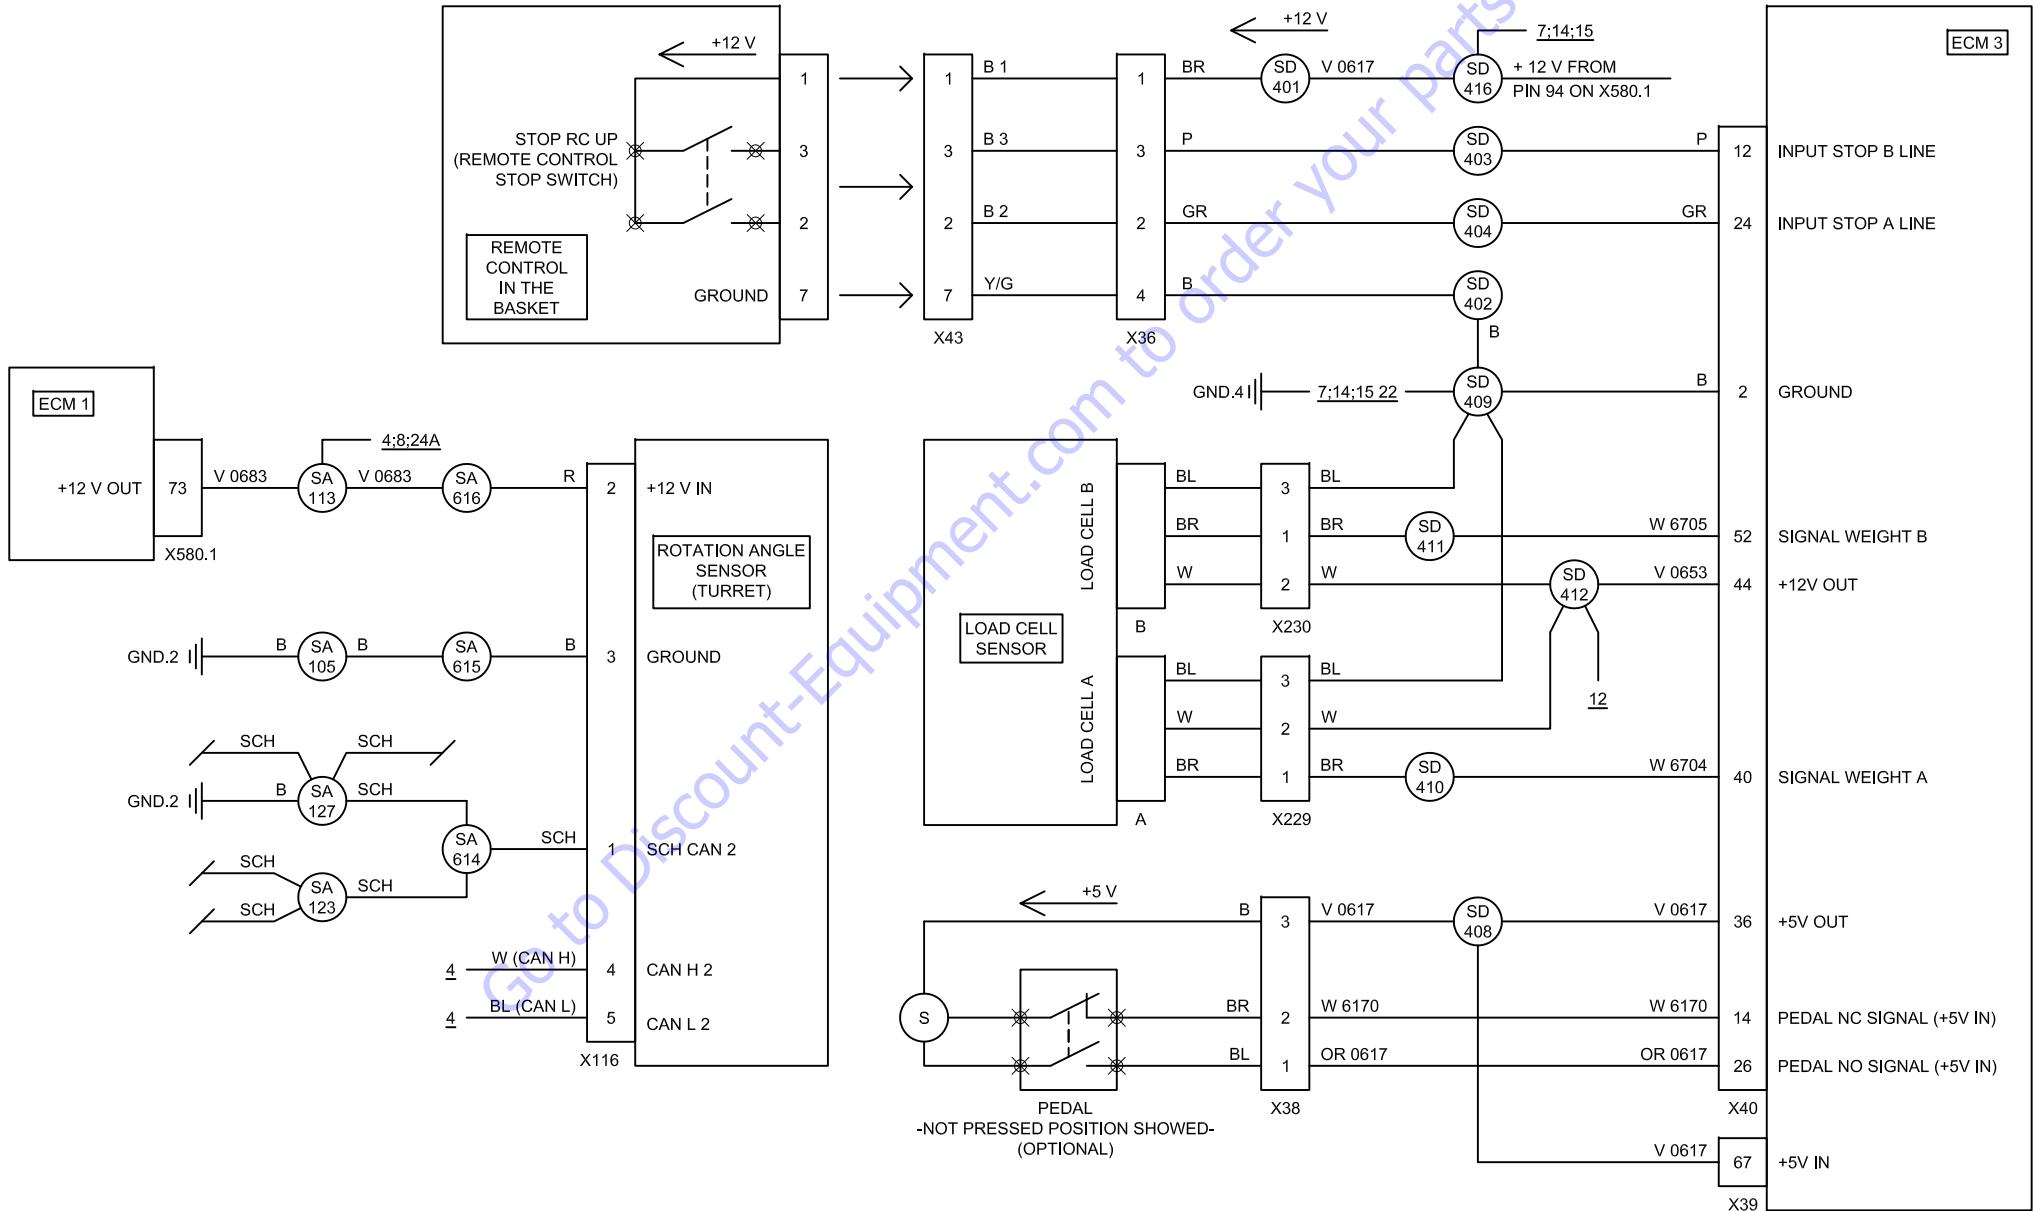 +12 V
+12 V
7;14;15
ECM 3
1
1
B 1
1
BR
SD
401
V 0617
SD
416
+ 12 V FROM
PIN 94 ON X580.1
STOP RC UP
(REMOTE CONTROL
STOP SWITCH)
3
3
B 3
3
P
SD
403
P
12
INPUT STOP B LINE
2
2
B 2
2
GR
SD
404
GR
24
INPUT STOP A LINE
REMOTE
CONTROL
IN THE
BASKET
GROUND
7
7
Y/G
4
B
SD
402
X43
X36
B
ECM 1
GND.4
7;14;15 22
SD
409
B
2
GROUND
4;8;24A
+12 V OUT
73
V 0683
SA
113
V 0683
SA
616
R
2
+12 V IN
X580.1
ROTATION ANGLE
SENSOR
(TURRET)
LOAD CELL B
BL
3
BL
BR
1
BR
SD
411
W 6705
52
SIGNAL WEIGHT B
W
2
W
SD
412
V 0653
44
+12V OUT
B
X230
LOAD CELL
SENSOR
12
GND.2
B
SA
105
B
SA
615
B
3
GROUND
LOAD CELL A
BL
3
BL
W
2
W
BR
1
BR
SD
410
W 6704
40
SIGNAL WEIGHT A
A
X229
SCH
SCH
GND.2
B
SA
127
SCH
SA
614
SCH
1
SCH CAN 2
SCH
SA
123
SCH
SCH
4
W (CAN H)
4
CAN H 2
4
BL (CAN L)
5
CAN L 2
X116
+5 V
B
3
V 0617
SD
408
V 0617
36
+5V OUT
S
BR
2
W 6170
W 6170
14
PEDAL NC SIGNAL (+5V IN)
BL
1
OR 0617
OR 0617
26
PEDAL NO SIGNAL (+5V IN)
PEDAL
-NOT PRESSED POSITION SHOWED-
(OPTIONAL)
X38
X40
V 0617
67
+5V IN
X39
Go to Discount-Equipment.com to order your parts